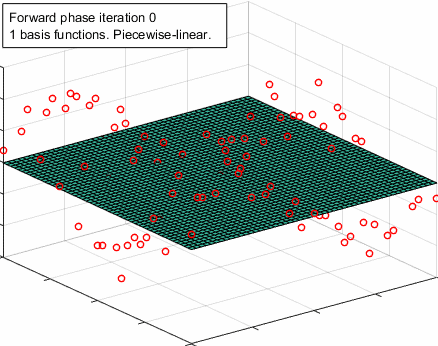 Forward phase iteration 0
1 basis functions. Piecewise-linear.